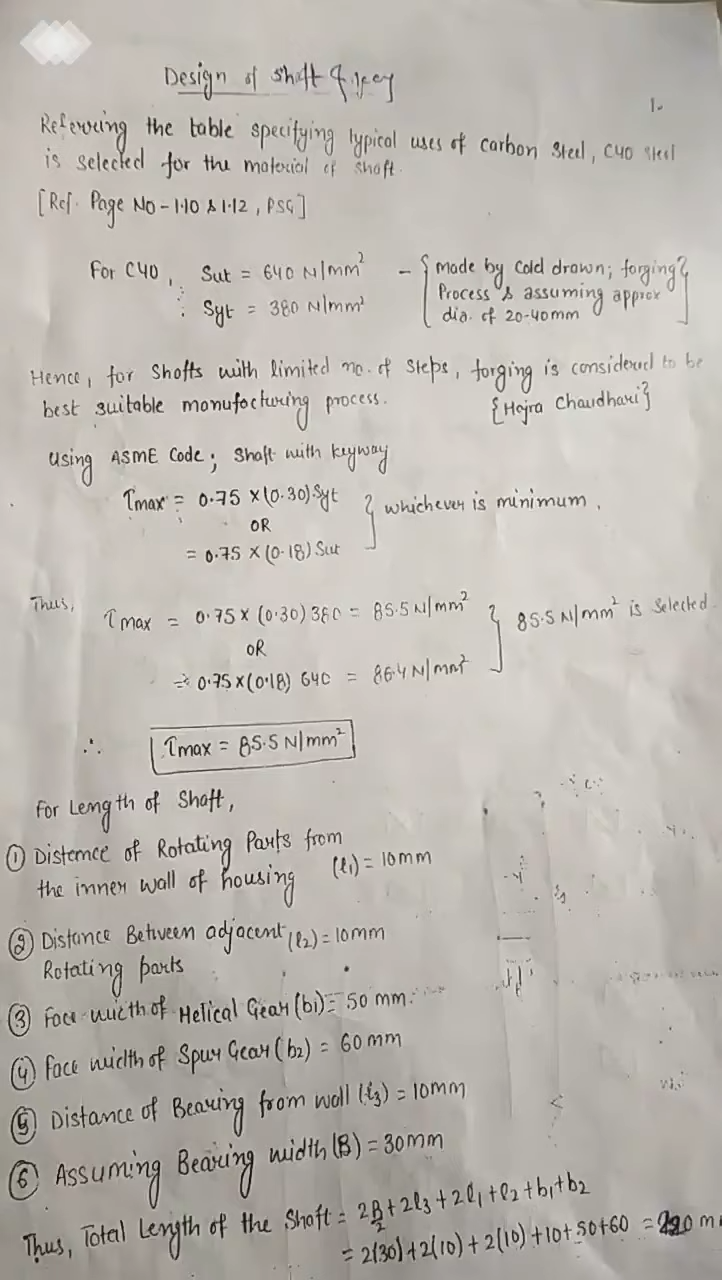 Design of Shaft & key
1.
Referring the table specifying typical uses of carbon steel, C40 steel
is selected for the material of shaft.
[Ref. Page No - 1.10 & 1.12, PSG]
For C40, Sut = 640 N/mm² - { made by cold drawn; forging
: Syt = 380 N/mm² Process & assuming approx
dia. of 20-40mm
Hence, for shafts with limited no. of steps, forging is considered to be
best suitable manufacturing process. {Hajra Chaudhari}
Using ASME Code; Shaft with keyway
τmax = 0.75 × (0.30) Syt } whichever is minimum.
OR
= 0.75 × (0.18) Sut
Thus, τmax = 0.75 × (0.30) 380 = 85.5 N/mm² } 85.5 N/mm² is selected.
OR
= 0.75 × (0.18) 640 = 86.4 N/mm²
∴ τmax = 85.5 N/mm²
For Length of Shaft,
① Distemce of Rotating Parts from
the inner wall of housing (l1) = 10mm
② Distance Between adjacent (l2) = 10mm
Rotating parts
③ Face width of Helical Gear (b1) = 50 mm.
④ Face width of Spur Gear (b2) = 60 mm
⑤ Distance of Bearing from wall (l3) = 10mm
⑥ Assuming Bearing width (B) = 30mm
Thus, Total Length of the Shaft = 2B/2 + 2l3 + 2l1 + l2 + b1 + b2
= 2(30) + 2(10) + 2(10) + 10 + 50 + 60 =